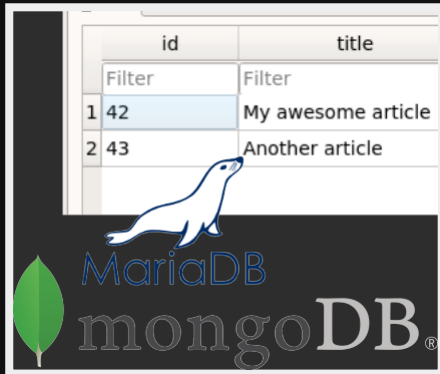 id title
Filter Filter
1 42 My awesome article
2 43 Another article
MariaDB
mongoDB®